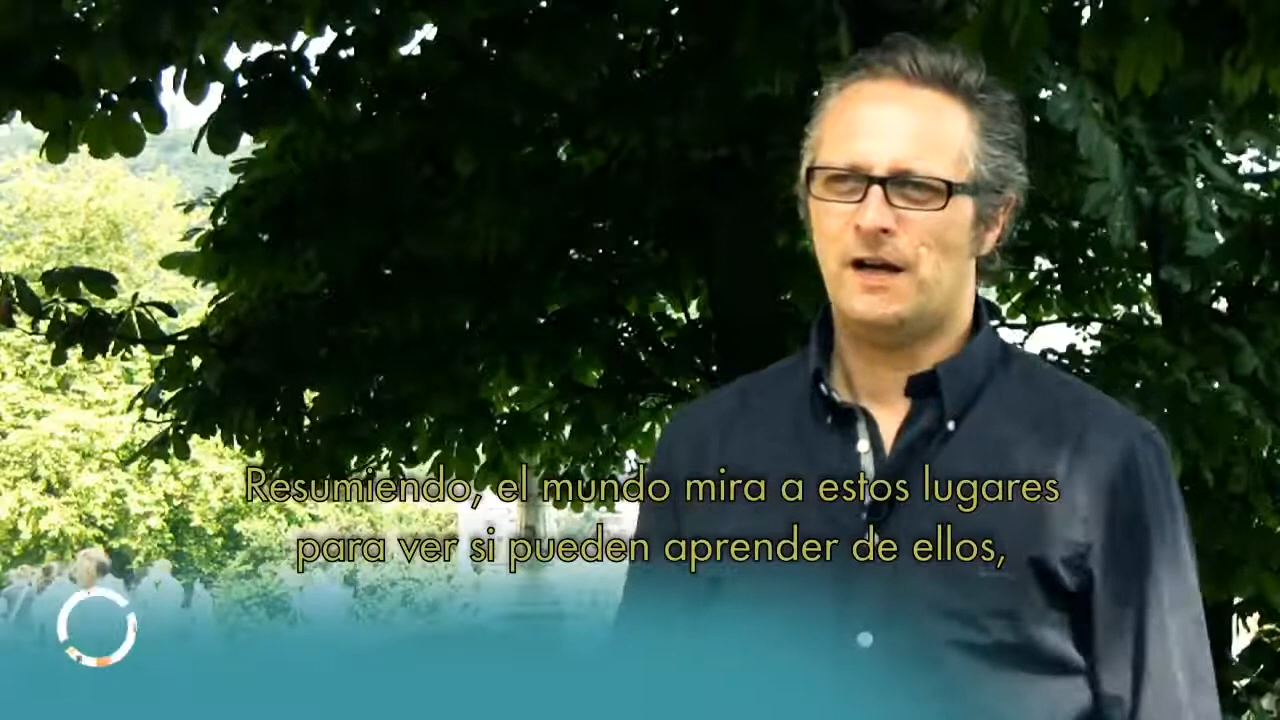 Resumiendo, el mundo mira a estos lugares
para ver si pueden aprender de ellos,